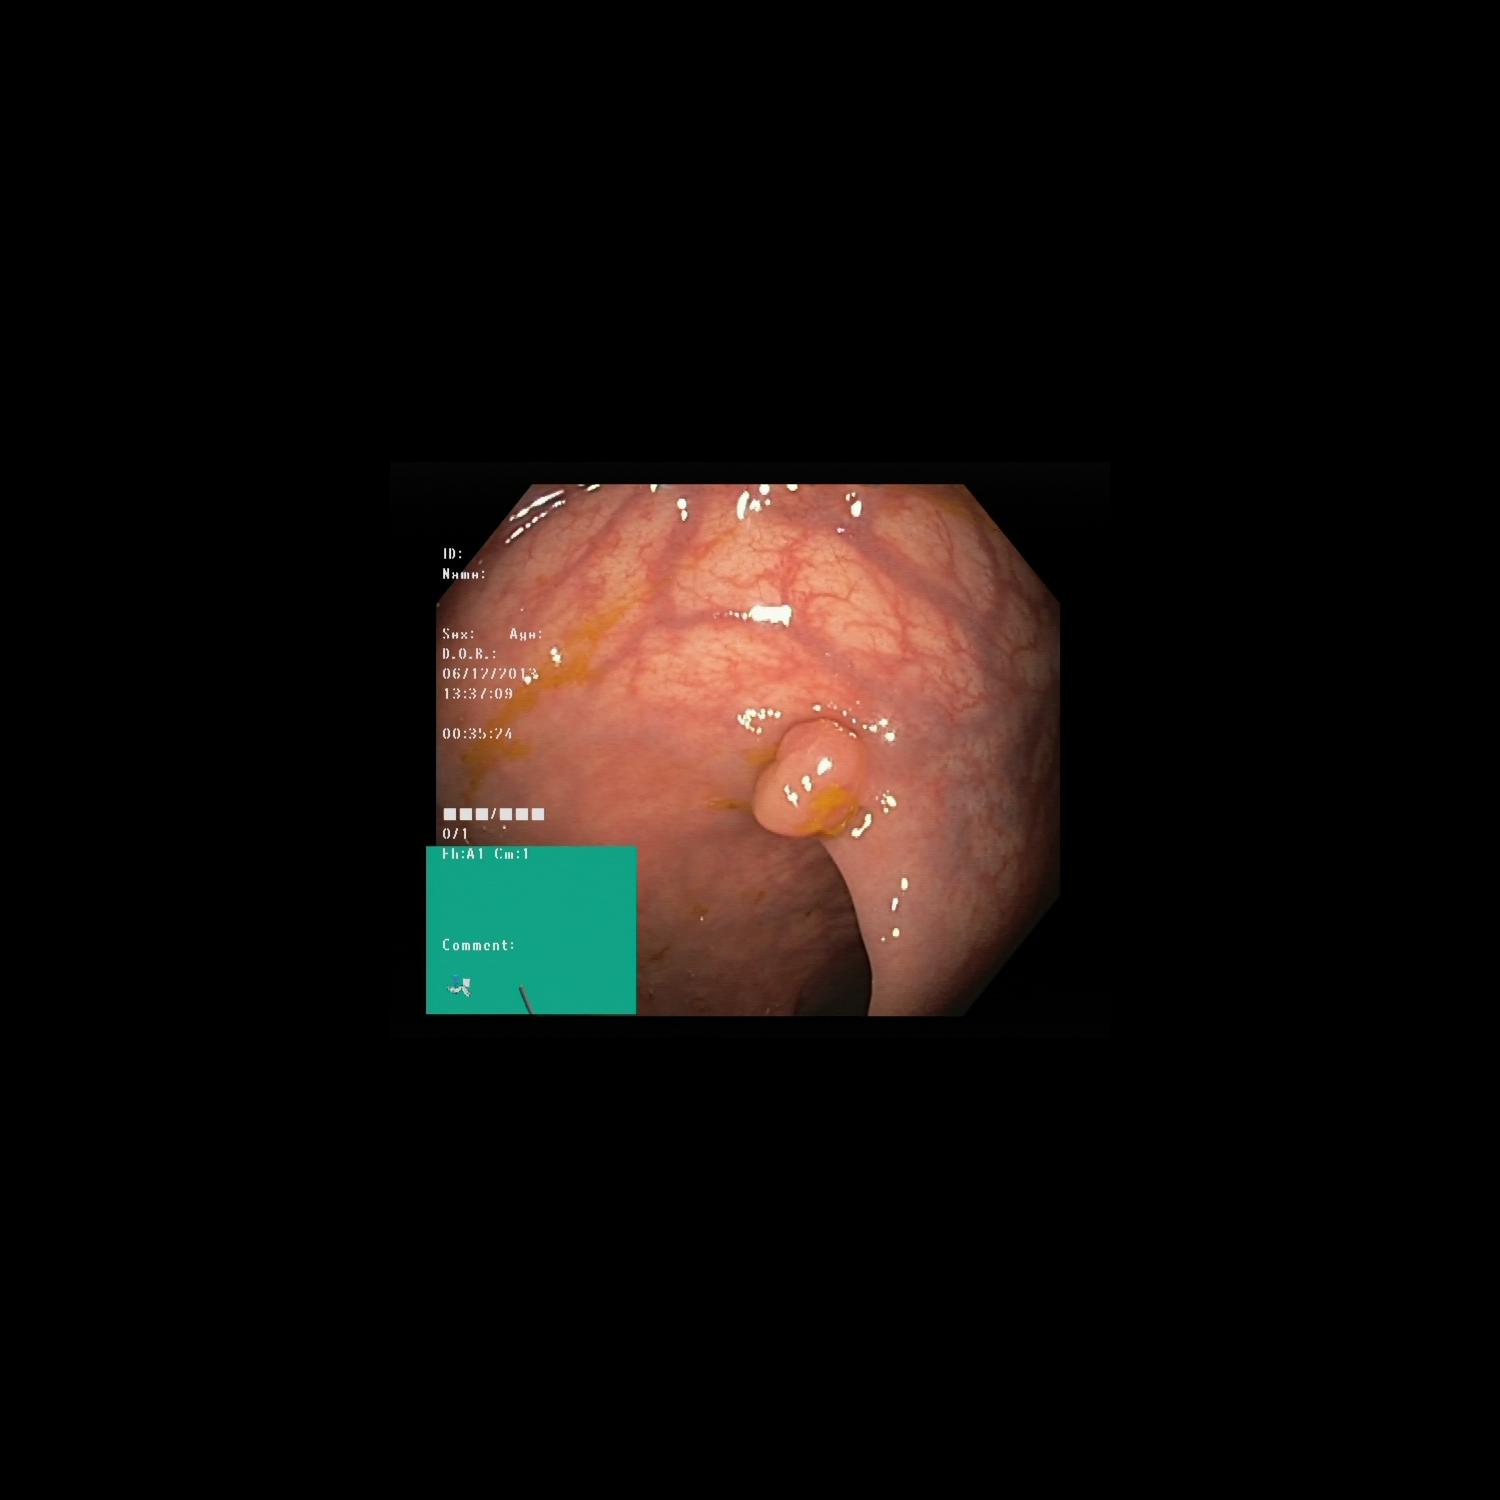 ID:
Name:
Sex: Age:
D.O.B.:
06/12/2013
13:37:09
00:35:24
■■■/■■■
0/1
Eh:A1 Cm:1
Comment: